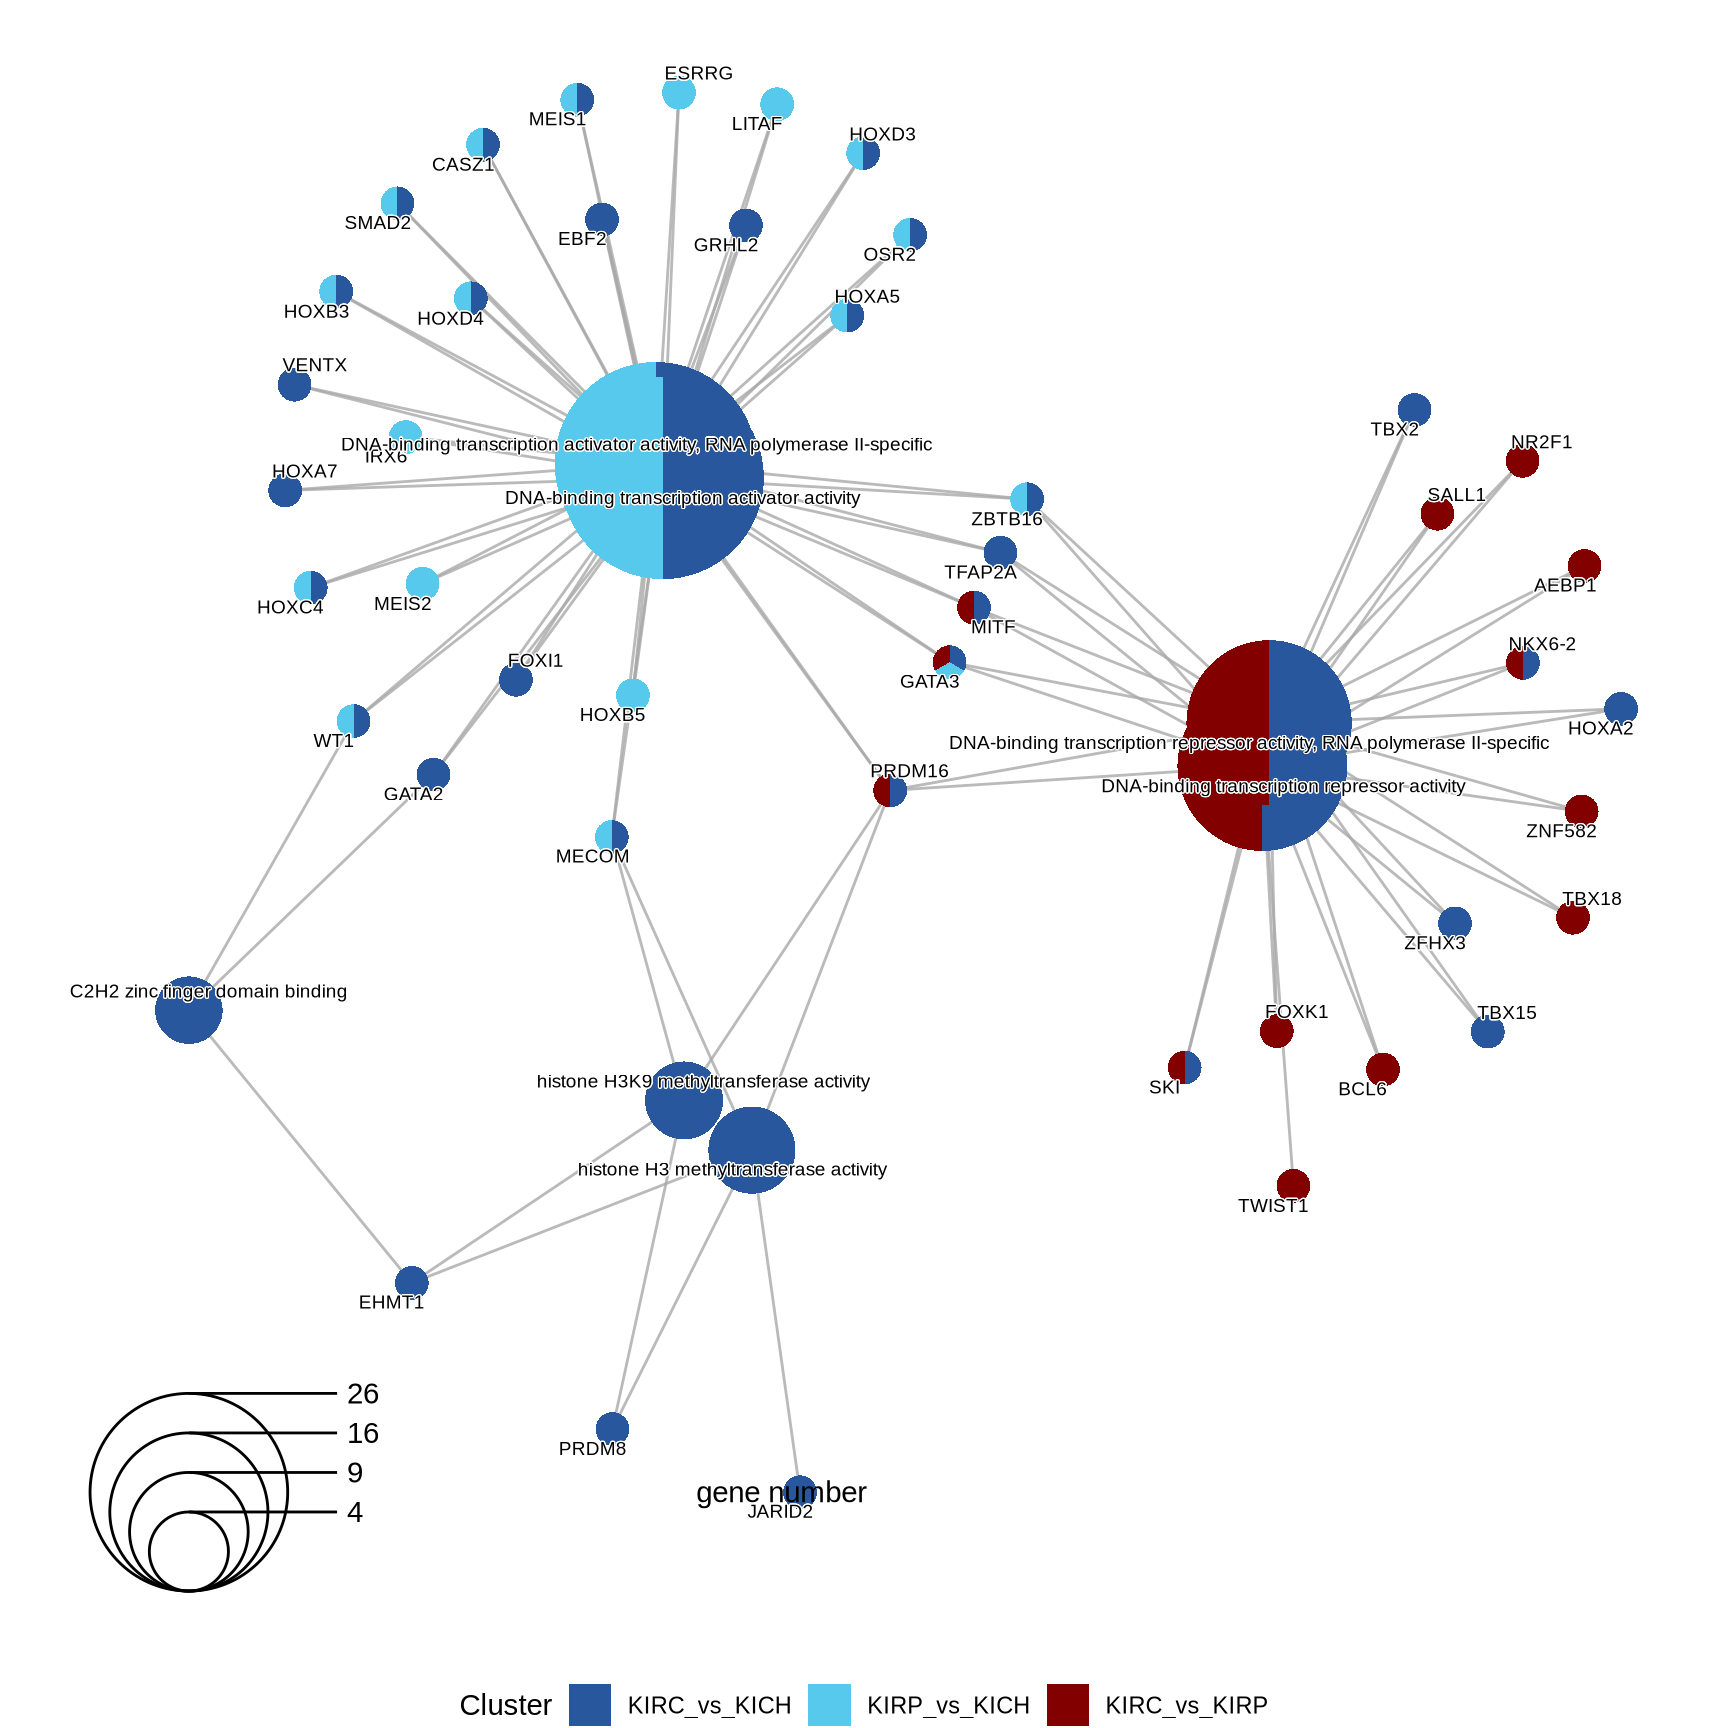 ESRRG
MEIS1
LITAF
HOXD3
CASZ1
SMAD2
EBF2
GRHL2
OSR2
HOXB3
HOXD4
HOXA5
VENTX
DNA-binding transcription activator activity, RNA polymerase II-specific
IRX6
HOXA7
DNA-binding transcription activator activity
TBX2
NR2F1
SALL1
ZBTB16
TFAP2A
AEBP1
HOXC4
MEIS2
MITF
NKX6-2
FOXI1
GATA3
HOXB5
HOXA2
WT1
DNA-binding transcription repressor activity, RNA polymerase II-specific
PRDM16
DNA-binding transcription repressor activity
GATA2
ZNF582
MECOM
TBX18
ZFHX3
C2H2 zinc finger domain binding
FOXK1
TBX15
histone H3K9 methyltransferase activity
SKI
BCL6
histone H3 methyltransferase activity
TWIST1
EHMT1
26
16
PRDM8
9
gene number
4
JARID2
Cluster KIRC_vs_KICH KIRP_vs_KICH KIRC_vs_KIRP